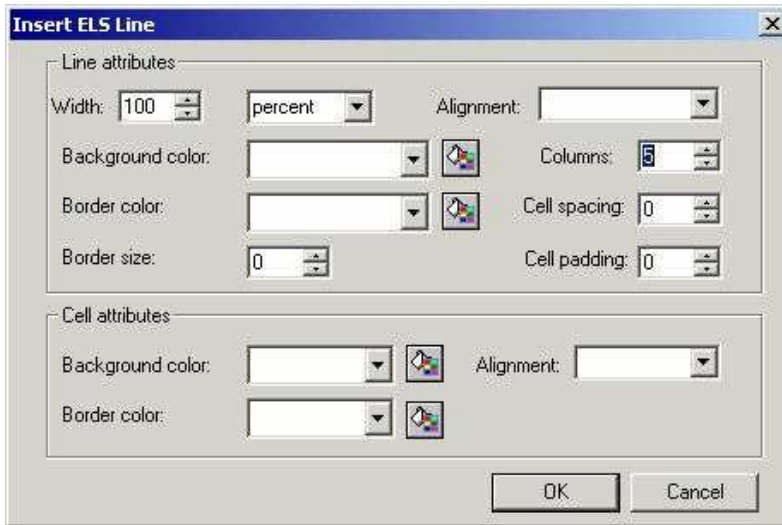 Insert ELS Line
Line attributes
Width: 100 percent Alignment:
Background color: Columns: 5
Border color: Cell spacing: 0
Border size: 0 Cell padding: 0
Cell attributes
Background color: Alignment:
Border color:
OK Cancel